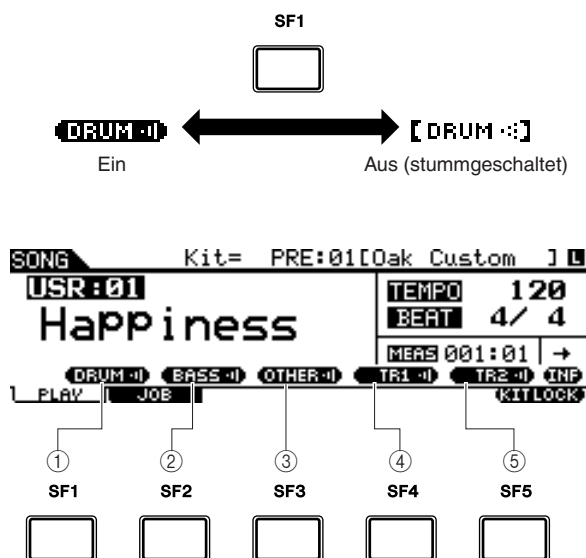 SF1
DRUM [DRUM]
Ein Aus (stummgeschaltet)
SONG Kit= PRE:01[Oak Custom ] L
USR:01 TEMPO 120
Happiness BEAT 4/ 4
MEAS 001:01 →
DRUM BASS OTHER TR1 TR2 INF
PLAY JOB KITLOCK
① ② ③ ④ ⑤
SF1 SF2 SF3 SF4 SF5